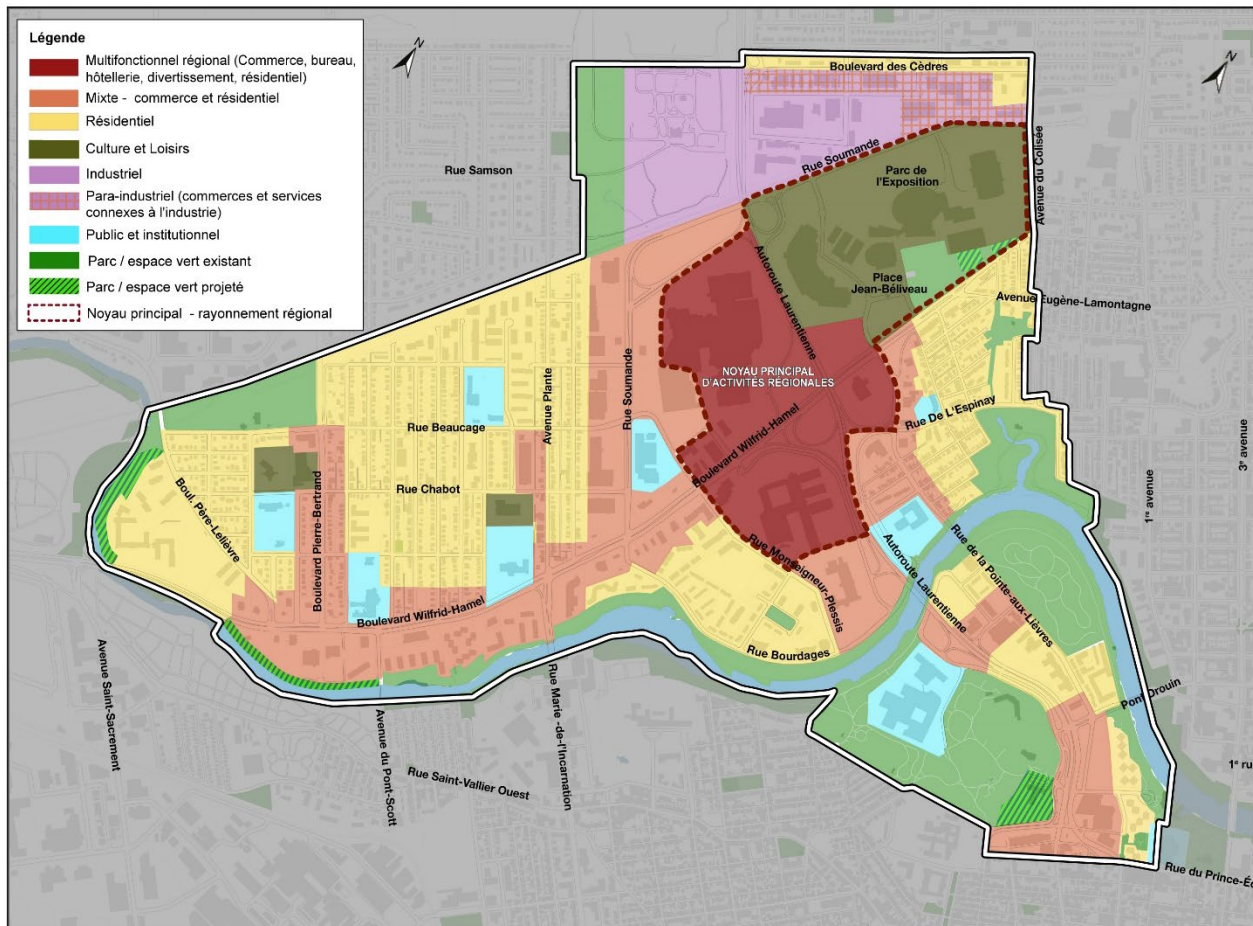 Légende
Multifonctionnel régional (Commerce, bureau,
hôtellerie, divertissement, résidentiel)
Mixte - commerce et résidentiel
Résidentiel
Culture et Loisirs
Industriel
Para-industriel (commerces et services
connexes à l'industrie)
Public et institutionnel
Parc / espace vert existant
Parc / espace vert projeté
Noyau principal - rayonnement régional
N
N
Boulevard des Cèdres
Rue Soumande
Avenue du Colisée
Rue Samson
Parc de
l'Exposition
Autoroute Laurentienne
Place
Jean-Béliveau
Avenue Eugène-Lamontagne
NOYAU PRINCIPAL
D'ACTIVITÉS RÉGIONALES
Avenue Plante
Rue Soumande
Rue De L'Espinay
Rue Beaucage
Boulevard Wilfrid-Hamel
3e avenue
1re avenue
Rue Chabot
Boul. Père-Lelièvre
Boulevard Pierre-Bertrand
Rue Monseigneur-Plessis
Autoroute Laurentienne
Rue de la Pointe-aux-Lièvres
Boulevard Wilfrid-Hamel
Rue Bourdages
Pont Drouin
Avenue Saint-Sacrement
Avenue du Pont-Scott
Rue Marie -de-l'Incarnation
Rue Saint-Vallier Ouest
1e ru
Rue du Prince-Éd